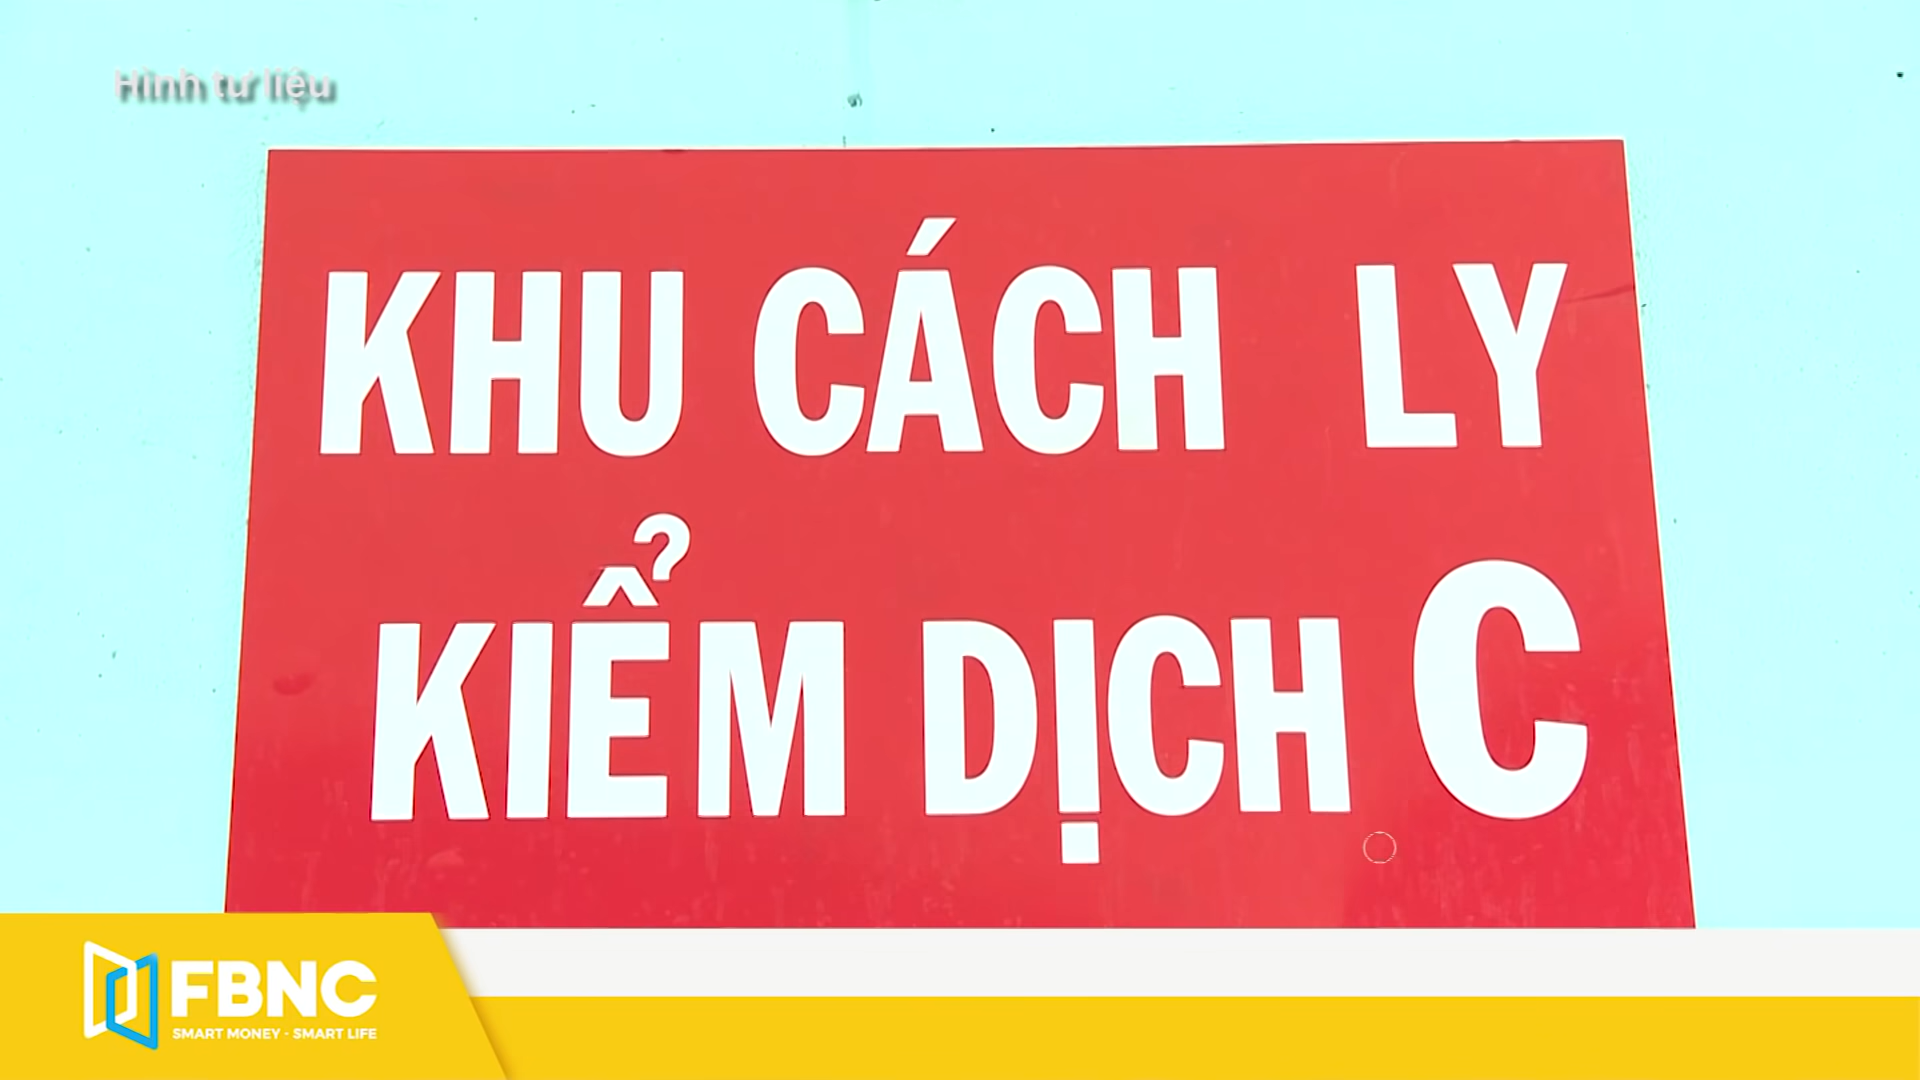 Hình tư liệu
KHU CÁCH LY
KIỂM DỊCH C
FBNC
SMART MONEY - SMART LIFE